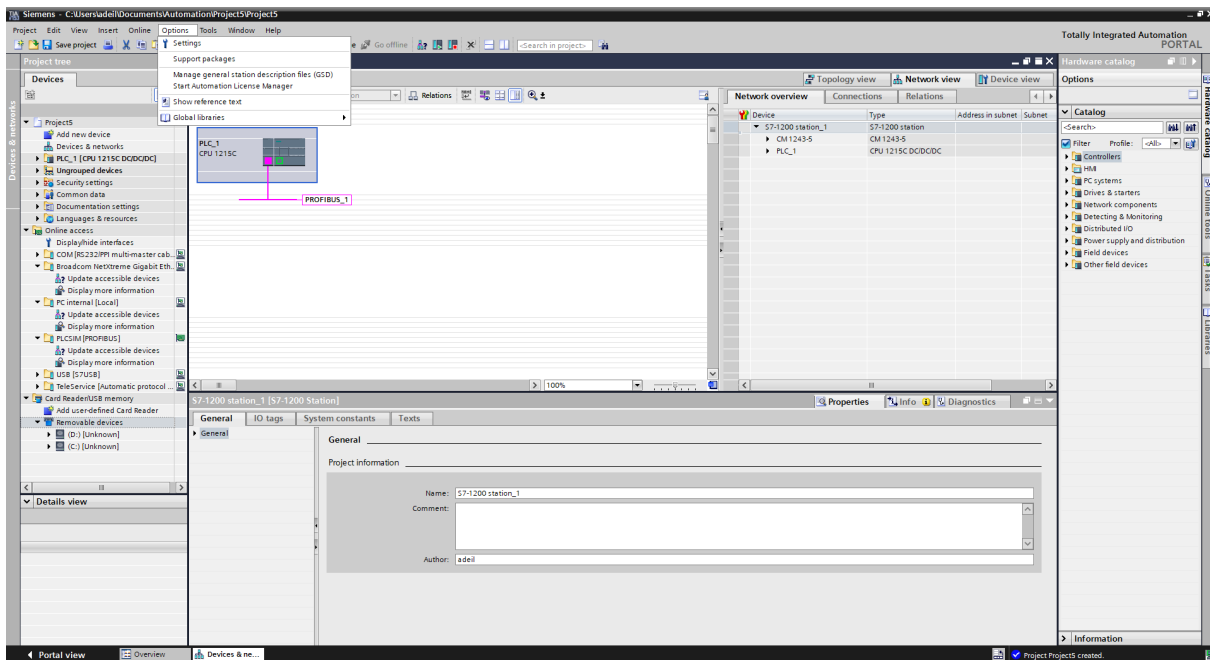 Siemens - C:\Users\adeil\Documents\Automation\Project5\Project5
Project Edit View Insert Online Options Tools Window Help
Totally Integrated Automation
PORTAL
Save project
Go offline
<Search in project>
Settings
Support packages
Manage general station description files (GSD)
Start Automation License Manager
Show reference text
Global libraries
Project tree
Devices
Project5
Add new device
Devices & networks
PLC_1 [CPU 1215C DC/DC/DC]
Ungrouped devices
Security settings
Common data
Documentation settings
Languages & resources
Online access
Display/hide interfaces
COM [RS232/PPI multi-master cab..
Broadcom NetXtreme Gigabit Eth..
Update accessible devices
Display more information
PC internal [Local]
Update accessible devices
Display more information
PLCSIM [PROFIBUS]
Update accessible devices
Display more information
USB [S7USB]
TeleService [Automatic protocol ...
Card Reader/USB memory
Add user-defined Card Reader
Removable devices
(D:) [Unknown]
(C:) [Unknown]
Details view
Devices & networks
Topology view Network view Device view
Relations
PLC_1
CPU 1215C
PROFIBUS_1
100%
Network overview Connections Relations
Device Type Address in subnet Subnet
S7-1200 station_1 S7-1200 station
CM 1243-5 CM 1243-5
PLC_1 CPU 1215C DC/DC/DC
S7-1200 station_1 [S7-1200 Station]
Properties Info Diagnostics
General IO tags System constants Texts
General
General
Project information
Name: S7-1200 station_1
Comment:
Author: adeil
Hardware catalog
Options
Catalog
<Search>
Filter Profile: <All>
Controllers
HMI
PC systems
Drives & starters
Network components
Detecting & Monitoring
Distributed I/O
Power supply and distribution
Field devices
Other field devices
Information
Hardware catalog
Online tools
Tasks
Libraries
Portal view Overview Devices & ne...
Project Project5 created.